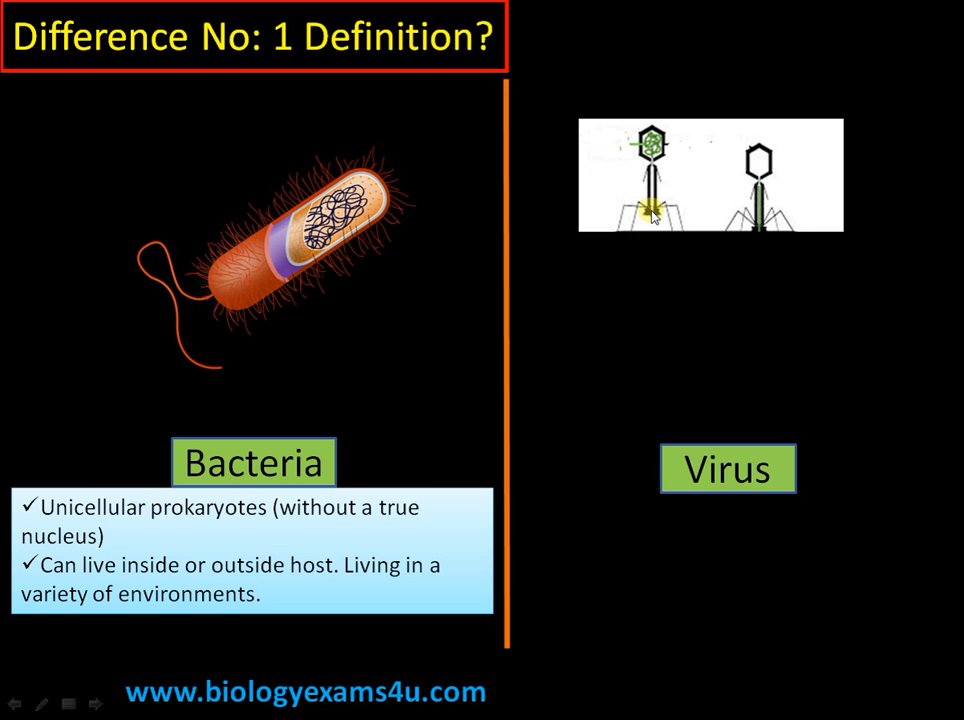 Difference No: 1 Definition?
Bacteria
✓Unicellular prokaryotes (without a true
nucleus)
✓Can live inside or outside host. Living in a
variety of environments.
Virus
www.biologyexams4u.com